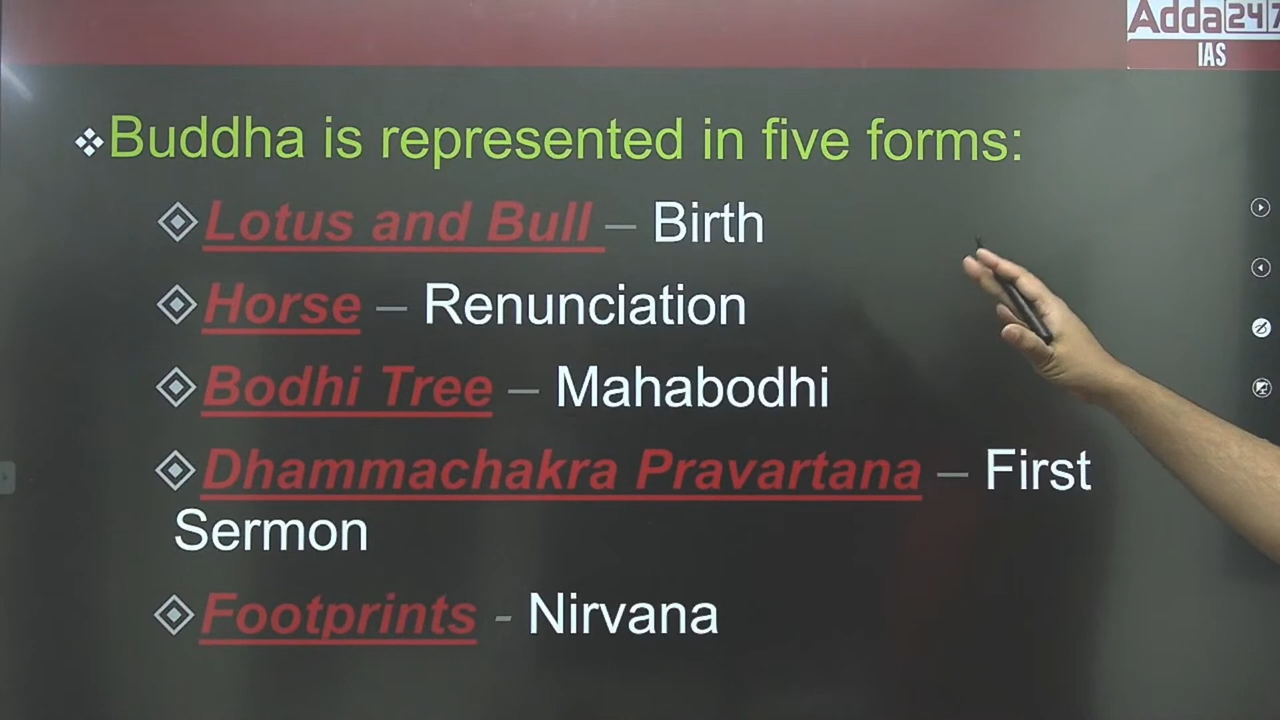 Adda247
IAS
Buddha is represented in five forms:
Lotus and Bull – Birth
Horse – Renunciation
Bodhi Tree – Mahabodhi
Dhammachakra Pravartana – First
Sermon
Footprints - Nirvana